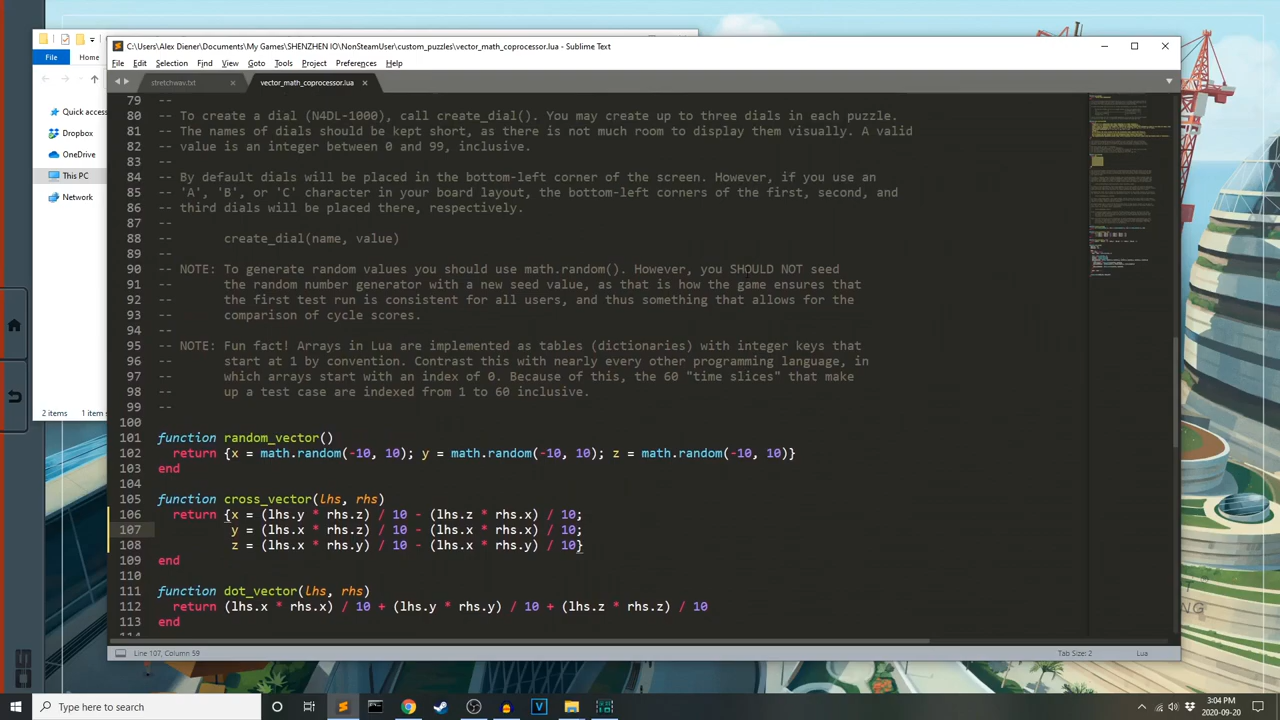 C:\Users\Alex Diener\Documents\My Games\SHENZHEN IO\NonSteamUser\custom_puzzles\vector_math_coprocessor.lua - Sublime Text
File Edit Selection Find View Goto Tools Project Preferences Help
stretchwav.txt vector_math_coprocessor.lua
File Home
Quick access
Dropbox
OneDrive
This PC
Network
2 items 1 item s
79 --
80 -- To create a dial (N4DL-1000), call create_dial(). You may create up to three dials in each puzzle.
81 -- The names of dials should be very short, as there is not much room to display them visually. A valid
82 -- value is an integer between 0 and 99, inclusive.
83 --
84 -- By default dials will be placed in the bottom-left corner of the screen. However, if you use an
85 -- 'A', 'B', or 'C' character in your board layout, the bottom-left corners of the first, second, and
86 -- third dials will be placed there, respectively.
87 --
88 -- create_dial(name, value)
89 --
90 -- NOTE: To generate random values you should use math.random(). However, you SHOULD NOT seed
91 -- the random number generator with a new seed value, as that is how the game ensures that
92 -- the first test run is consistent for all users, and thus something that allows for the
93 -- comparison of cycle scores.
94 --
95 -- NOTE: Fun fact! Arrays in Lua are implemented as tables (dictionaries) with integer keys that
96 -- start at 1 by convention. Contrast this with nearly every other programming language, in
97 -- which arrays start with an index of 0. Because of this, the 60 "time slices" that make
98 -- up a test case are indexed from 1 to 60 inclusive.
99 --
100
101 function random_vector()
102 return {x = math.random(-10, 10); y = math.random(-10, 10); z = math.random(-10, 10)}
103 end
104
105 function cross_vector(lhs, rhs)
106 return {x = (lhs.y * rhs.z) / 10 - (lhs.z * rhs.x) / 10;
107 y = (lhs.x * rhs.z) / 10 - (lhs.x * rhs.x) / 10;
108 z = (lhs.x * rhs.y) / 10 - (lhs.x * rhs.y) / 10}
109 end
110
111 function dot_vector(lhs, rhs)
112 return (lhs.x * rhs.x) / 10 + (lhs.y * rhs.y) / 10 + (lhs.z * rhs.z) / 10
113 end
Line 107, Column 59 Tab Size: 2 Lua
Type here to search
3:04 PM
2020-09-20